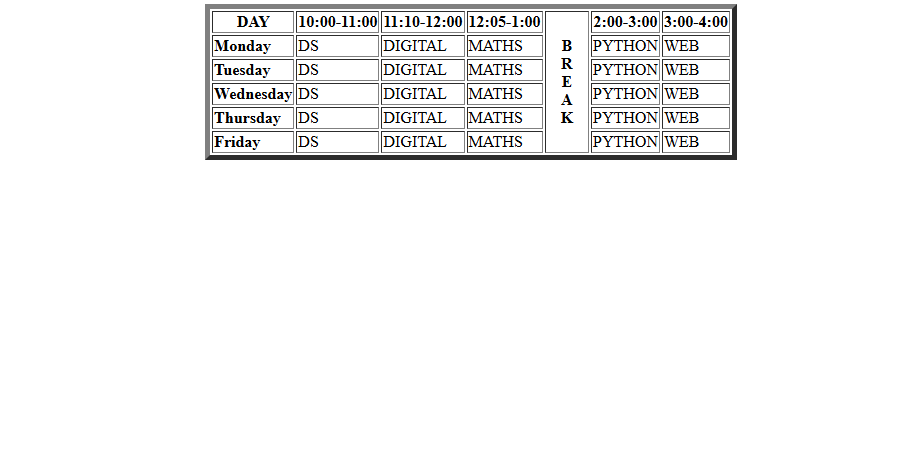 DAY 10:00-11:00 11:10-12:00 12:05-1:00 2:00-3:00 3:00-4:00
Monday DS DIGITAL MATHS B PYTHON WEB
R
Tuesday DS DIGITAL MATHS PYTHON WEB
E
Wednesday DS DIGITAL MATHS A PYTHON WEB
Thursday DS DIGITAL MATHS K PYTHON WEB
Friday DS DIGITAL MATHS PYTHON WEB